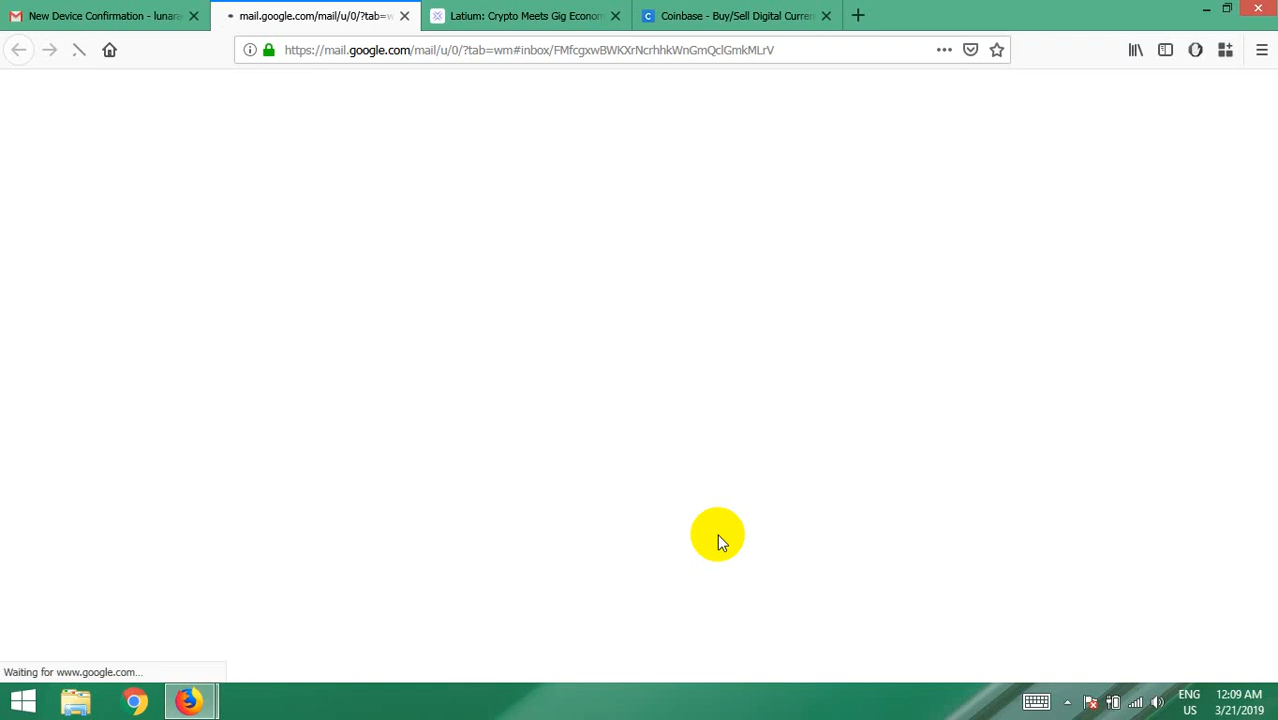 New Device Confirmation - lunara
mail.google.com/mail/u/0/?tab=w
Latium: Crypto Meets Gig Econom
Coinbase - Buy/Sell Digital Curren
https://mail.google.com/mail/u/0/?tab=wm#inbox/FMfcgxwBWKXrNcrhhkWnGmQclGmkMLrV
Waiting for www.google.com...
ENG
12:09 AM
US
3/21/2019